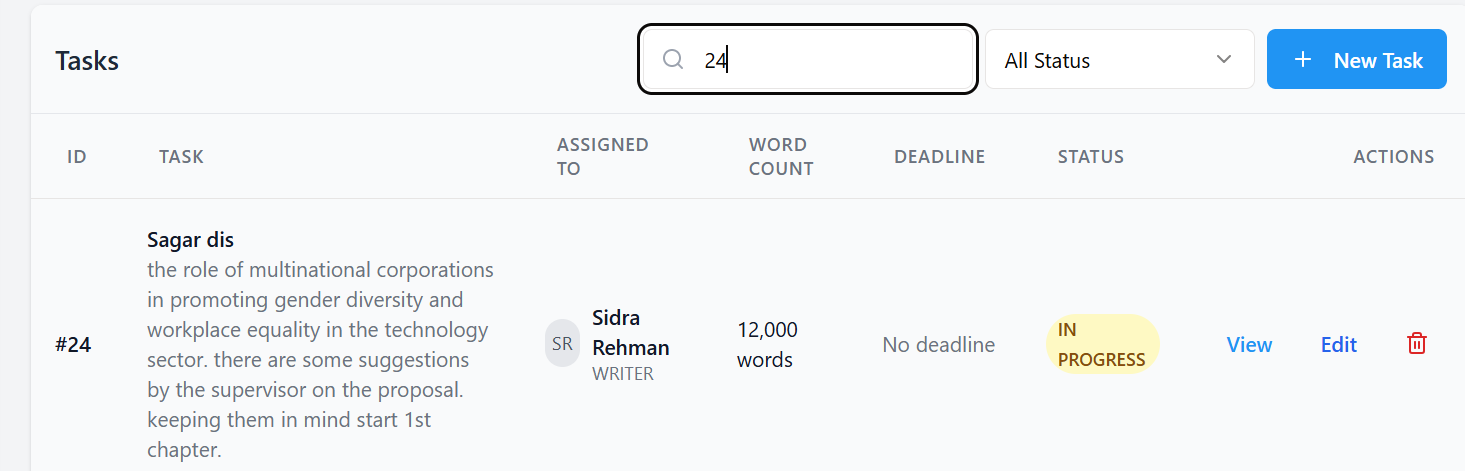 Tasks
24
All Status
New Task
ID
TASK
ASSIGNED
TO
WORD
COUNT
DEADLINE
STATUS
ACTIONS
#24
Sagar dis
the role of multinational corporations
in promoting gender diversity and
workplace equality in the technology
sector. there are some suggestions
by the supervisor on the proposal.
keeping them in mind start 1st
chapter.
SR
Sidra
Rehman
WRITER
12,000
words
No deadline
IN
PROGRESS
View
Edit